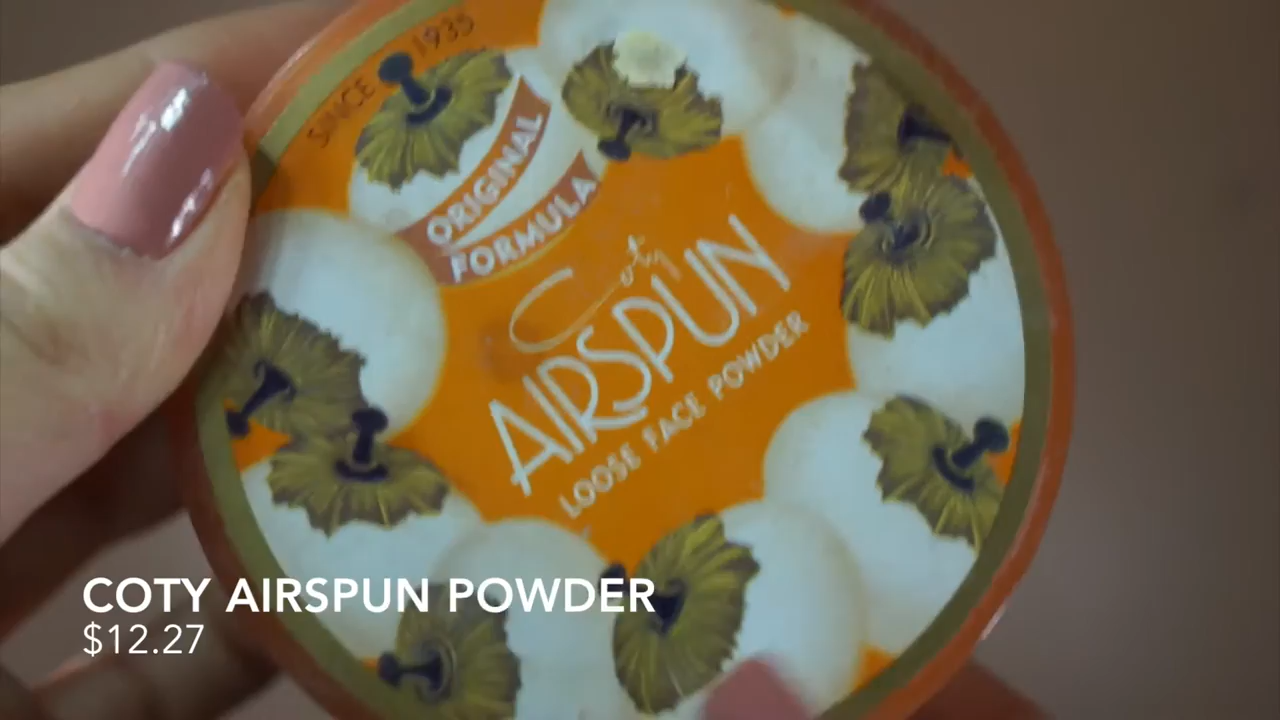 SINCE 1935
ORIGINAL
FORMULA
Coty
AIRSPUN
LOOSE FACE POWDER
COTY AIRSPUN POWDER
$12.27